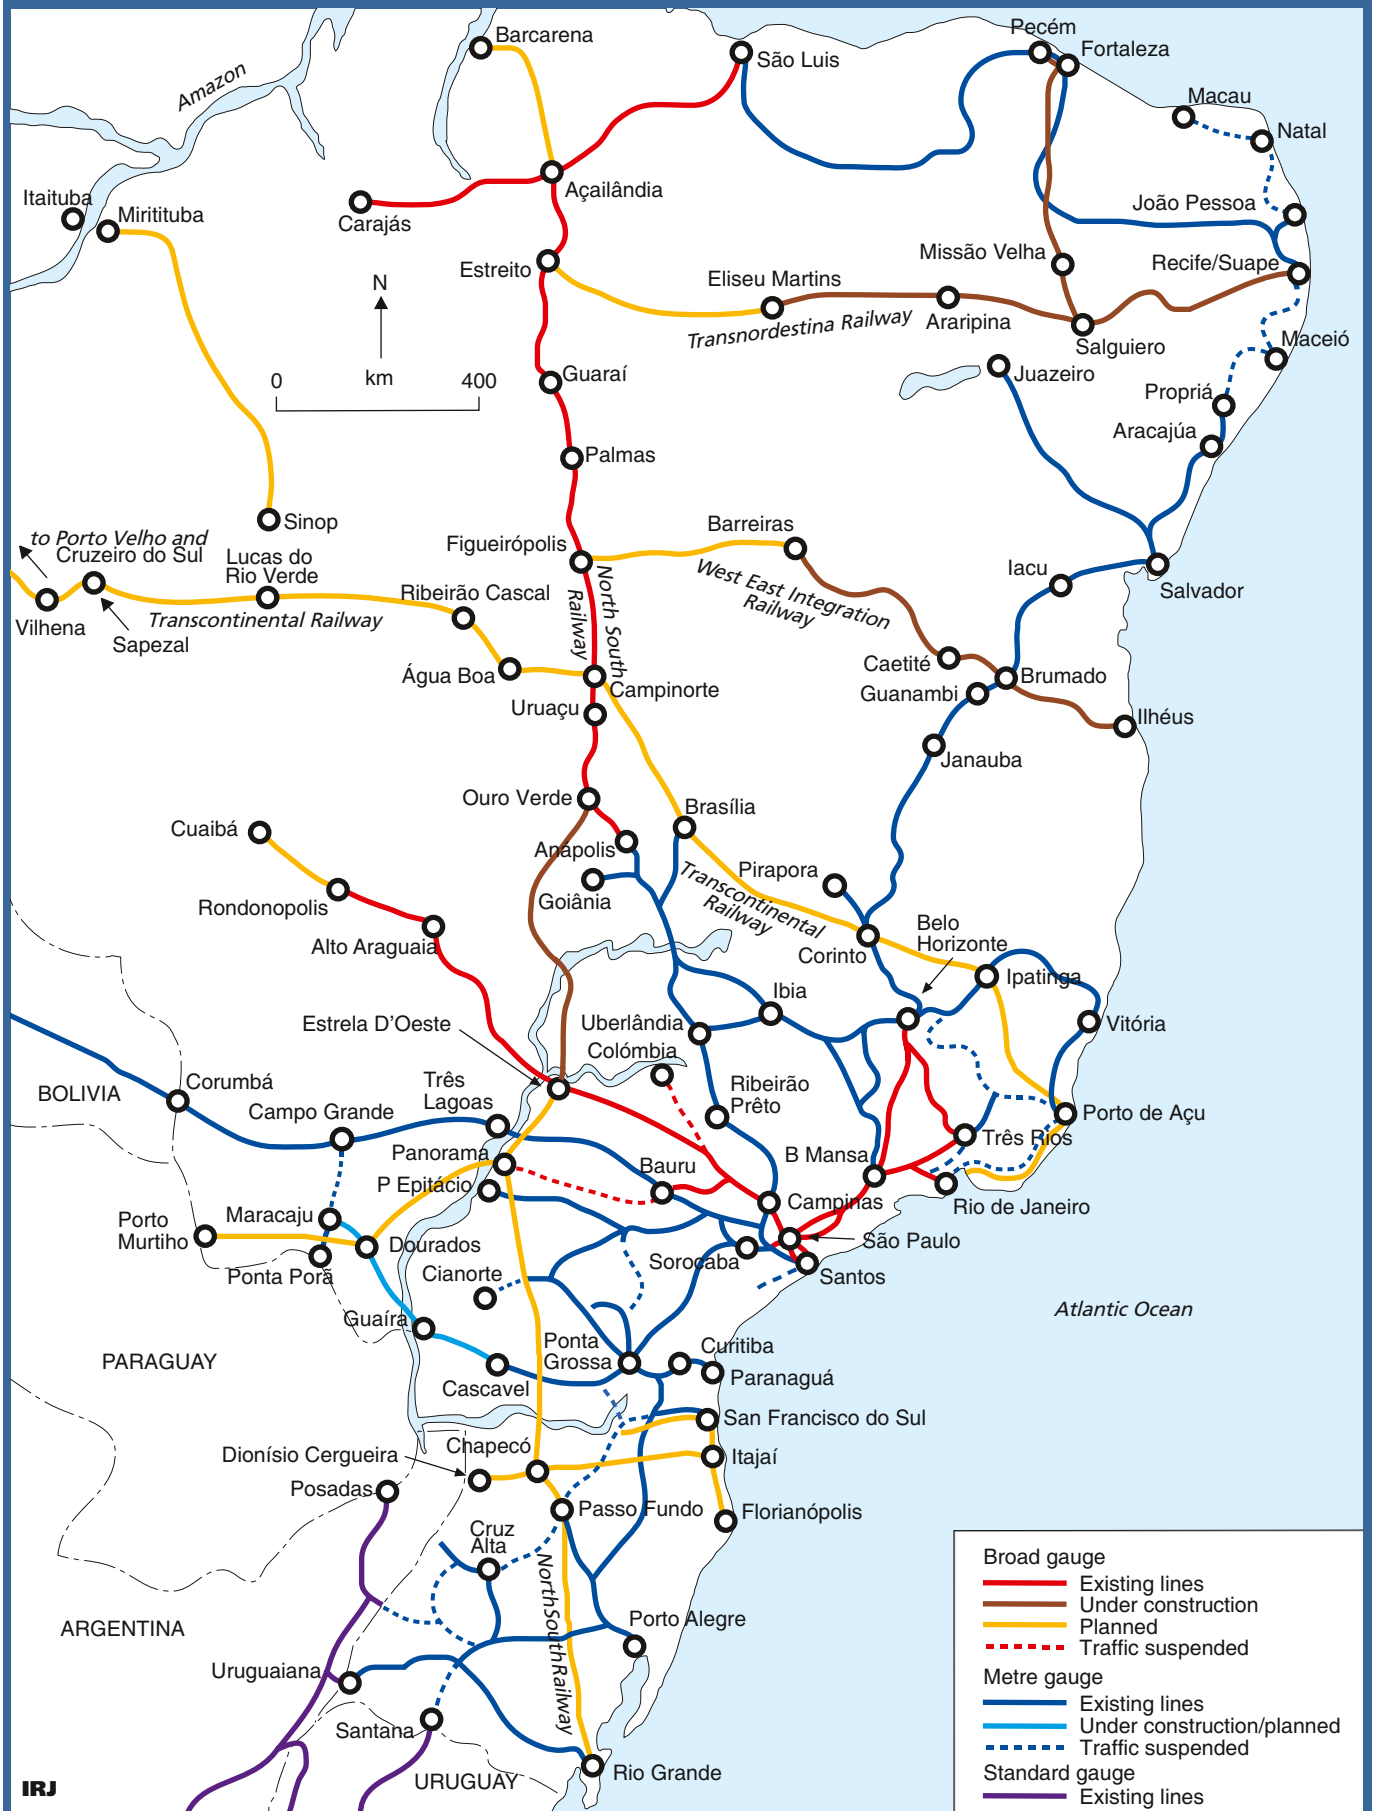 Barcarena
São Luis
Pecém
Fortaleza
Amazon
Macau
Natal
Itaituba
Miritituba
Carajás
Açailândia
João Pessoa
Estreito
Eliseu Martins
Missão Velha
Recife/Suape
N
Transnordestina Railway
Araripina
Salguiero
Maceió
0
km
400
Guaraí
Juazeiro
Propriá
Aracajúa
Palmas
Sinop
to Porto Velho and
Cruzeiro do Sul
Lucas do
Rio Verde
Figueirópolis
Barreiras
West East Integration
Railway
Iacu
Salvador
Ribeirão Cascal
North South
Railway
Vilhena
Sapezal
Transcontinental Railway
Água Boa
Campinorte
Caetité
Brumado
Guanambi
Uruaçu
Ilhéus
Janauba
Ouro Verde
Brasília
Cuaibá
Anapolis
Pirapora
Goiânia
Transcontinental
Railway
Rondonopolis
Alto Araguaia
Belo
Horizonte
Corinto
Ipatinga
Ibia
Estrela D'Oeste
Uberlândia
Vitória
Colómbia
BOLIVIA
Corumbá
Três
Lagoas
Ribeirão
Prêto
Campo Grande
Porto de Açu
Três Rios
Panorama
Bauru
B Mansa
P Epitácio
Campinas
Rio de Janeiro
Porto
Murtiho
Maracaju
Dourados
São Paulo
Ponta Porã
Cianorte
Sorocaba
Santos
Guaíra
Atlantic Ocean
PARAGUAY
Ponta
Grossa
Curitiba
Paranaguá
Cascavel
San Francisco do Sul
Dionísio Cergueira
Chapecó
Itajaí
Posadas
Passo Fundo
Florianópolis
Cruz
Alta
North South Railway
ARGENTINA
Porto Alegre
Uruguaiana
Santana
URUGUAY
Rio Grande
IRJ
Broad gauge
Existing lines
Under construction
Planned
Traffic suspended
Metre gauge
Existing lines
Under construction/planned
Traffic suspended
Standard gauge
Existing lines